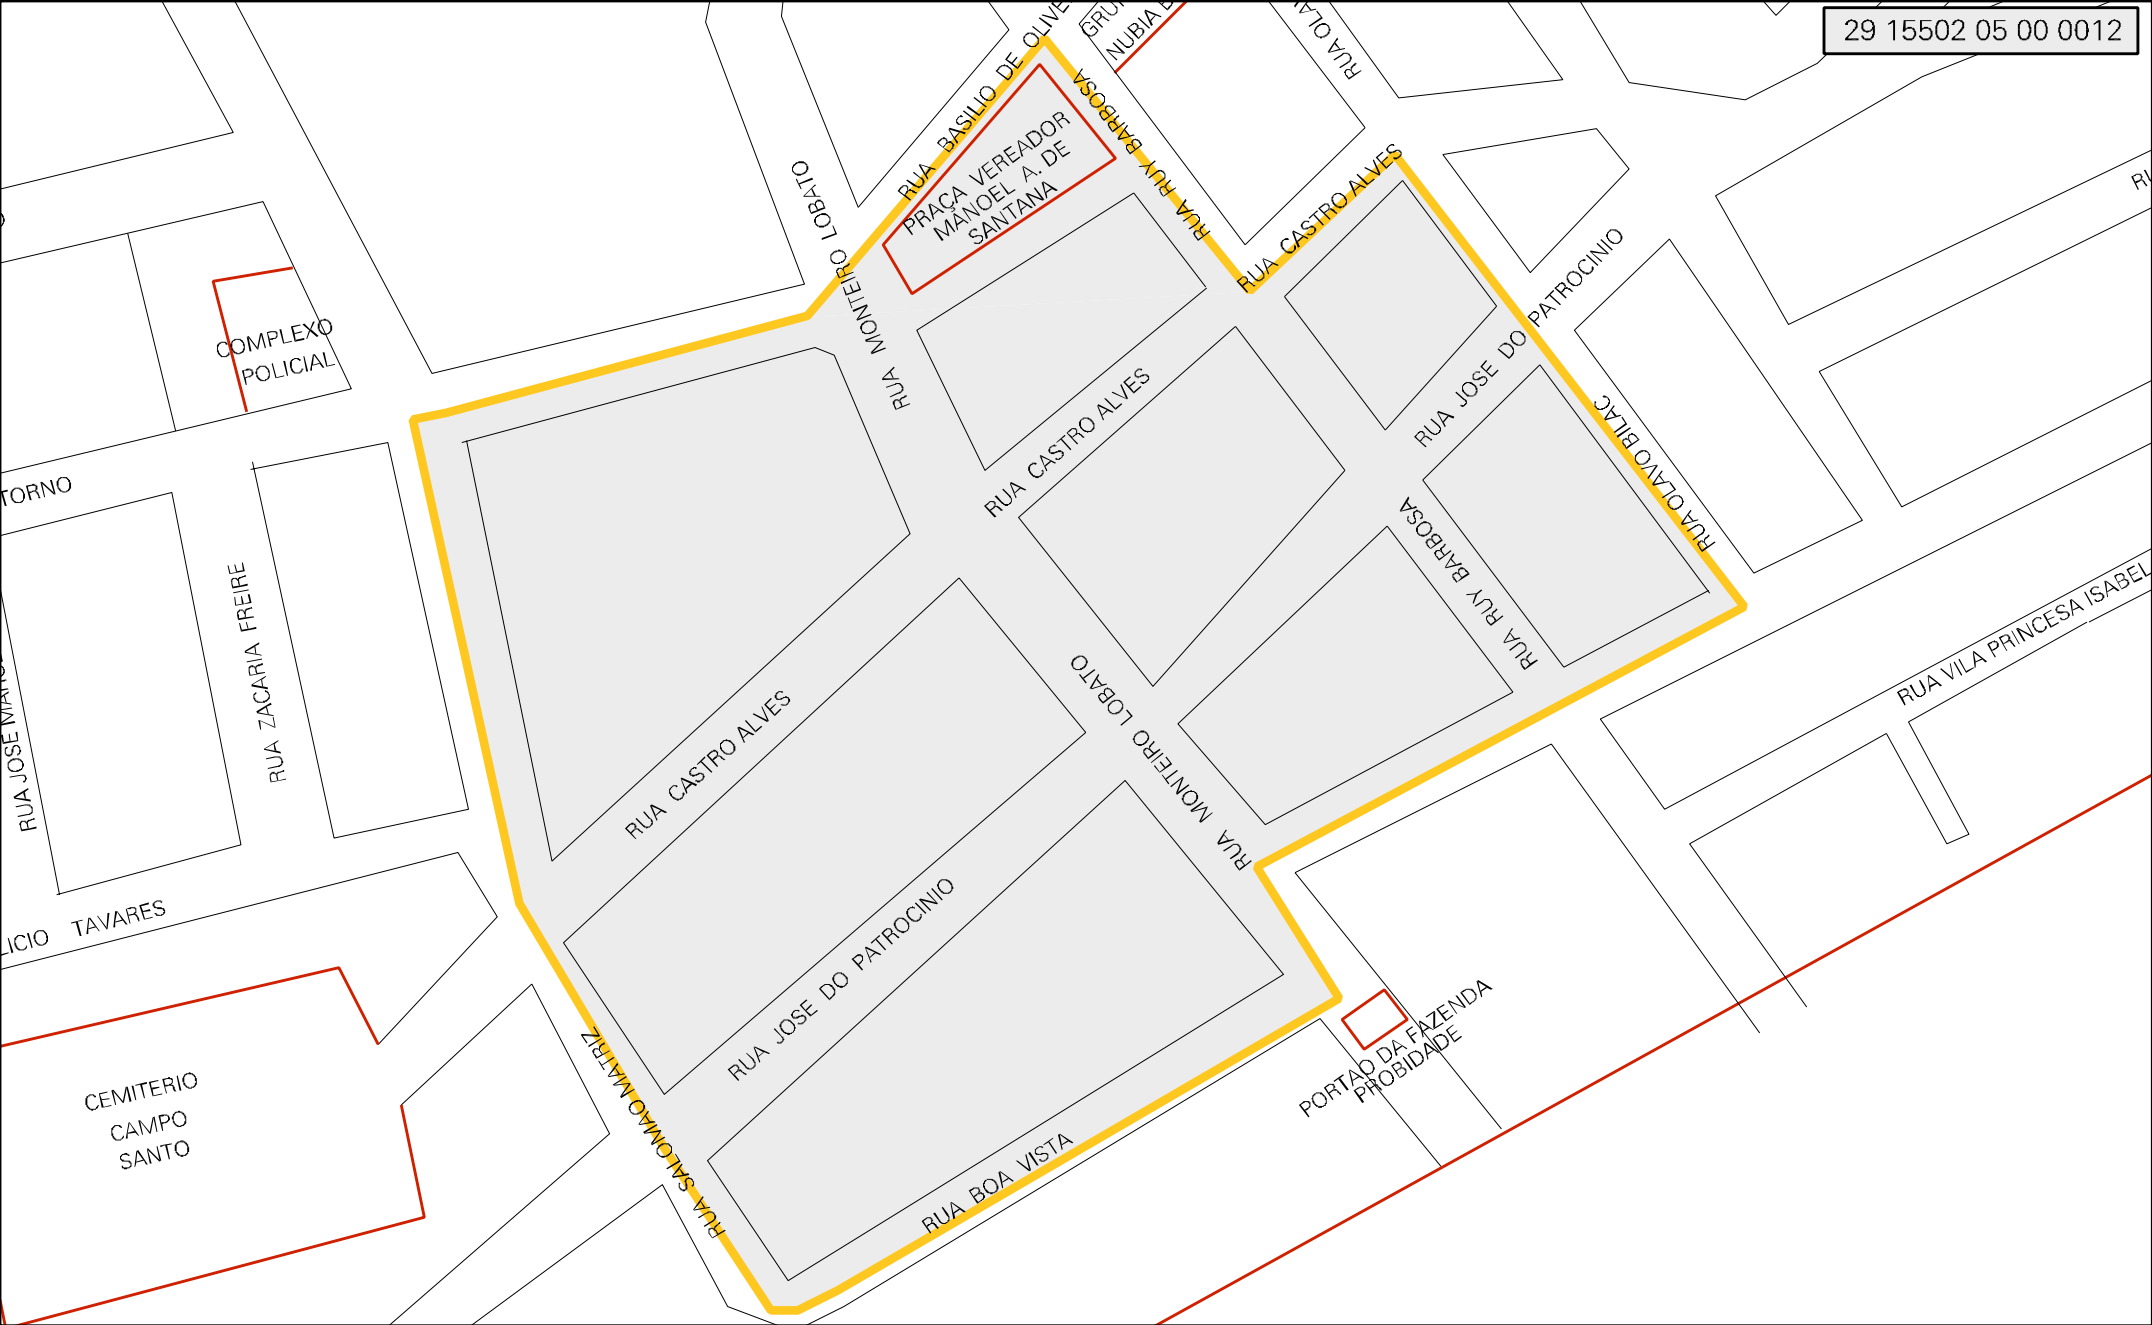 29 15502 05 00 0012
RUA BASILIO DE
NUBIA
RUA
RUA RUY BARBOSA
PRAÇA VEREADOR
MANOEL A. DE
SANTANA
RUA MONTEIRO LOBATO
RUA CASTRO ALVES
RUA JOSE DO PATROCINIO
COMPLEXO
POLICIAL
RUA CASTRO ALVES
RUA OLAVO BILAC
TORNO
RUA RUY BARBOSA
RUA ZACARIA FREIRE
RUA VILA PRINCESA ISABEL
RUA JOSE
RUA CASTRO ALVES
RUA MONTEIRO LOBATO
LICIO TAVARES
RUA JOSE DO PATROCINIO
PORTAO DA FAZENDA
PROBIDADE
RUA SALOMAO MATRIZ
CEMITERIO
CAMPO
SANTO
RUA BOA VISTA